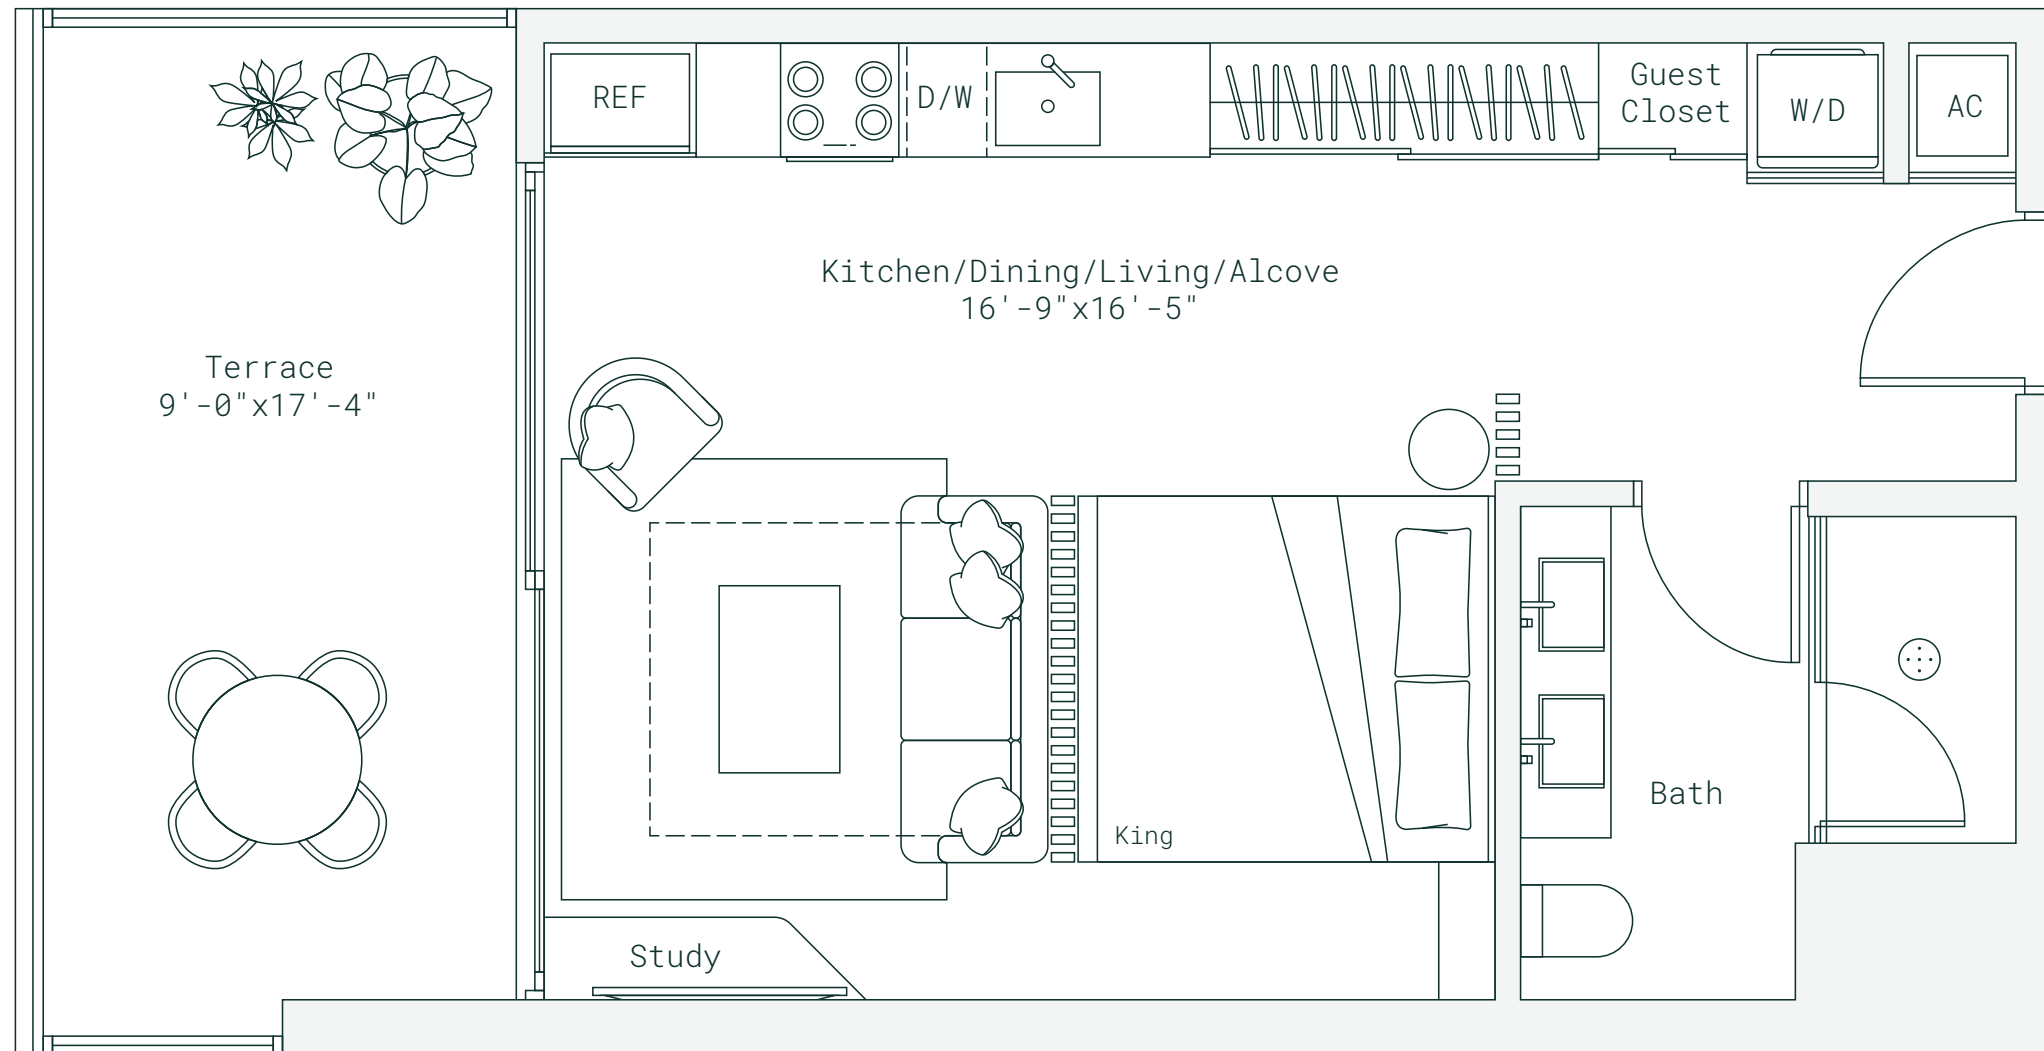 REF
D/W
Guest
Closet
W/D
AC
Kitchen/Dining/Living/Alcove
16'-9"x16'-5"
Terrace
9'-0"x17'-4"
King
Bath
Study